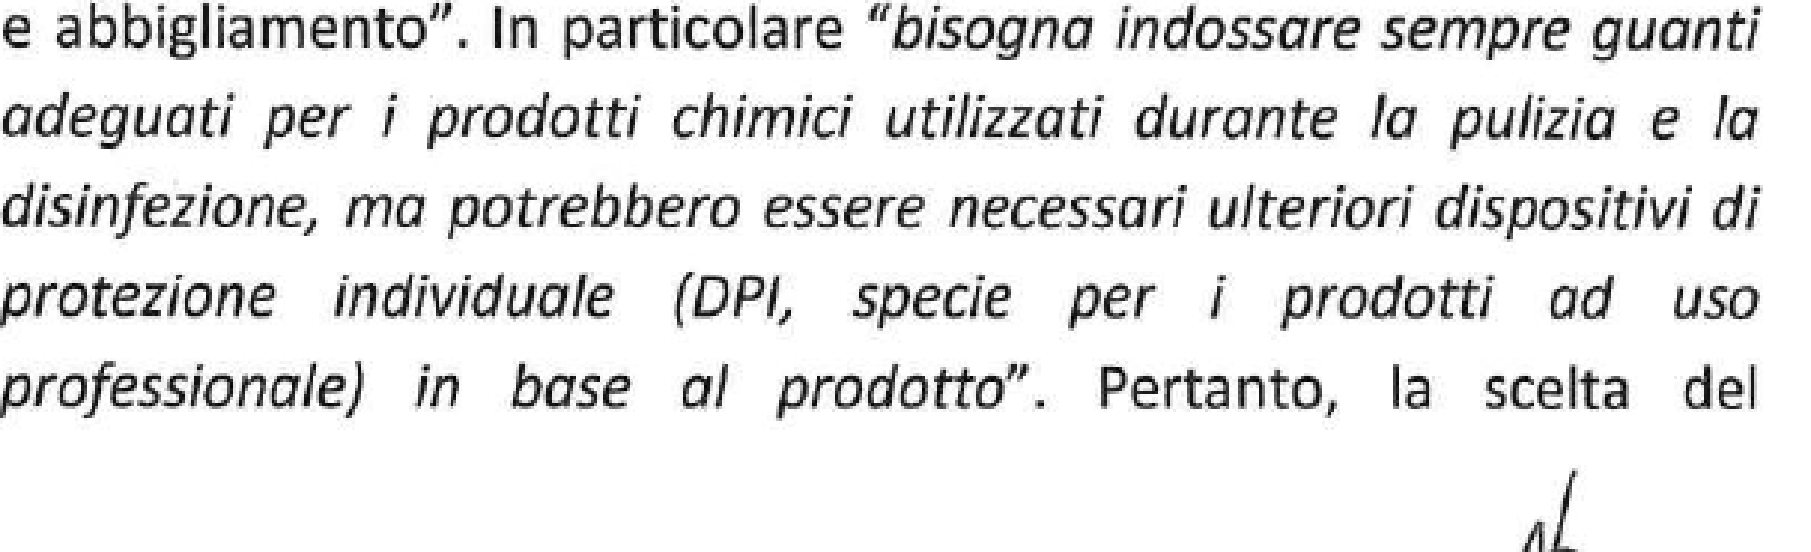 e abbigliamento”. In particolare “bisogna indossare sempre guanti
adeguati per i prodotti chimici utilizzati durante la pulizia e la
disinfezione, ma potrebbero essere necessari ulteriori dispositivi di
protezione individuale (DPI, specie per i prodotti ad uso
professionale) in base al prodotto”. Pertanto, la scelta del